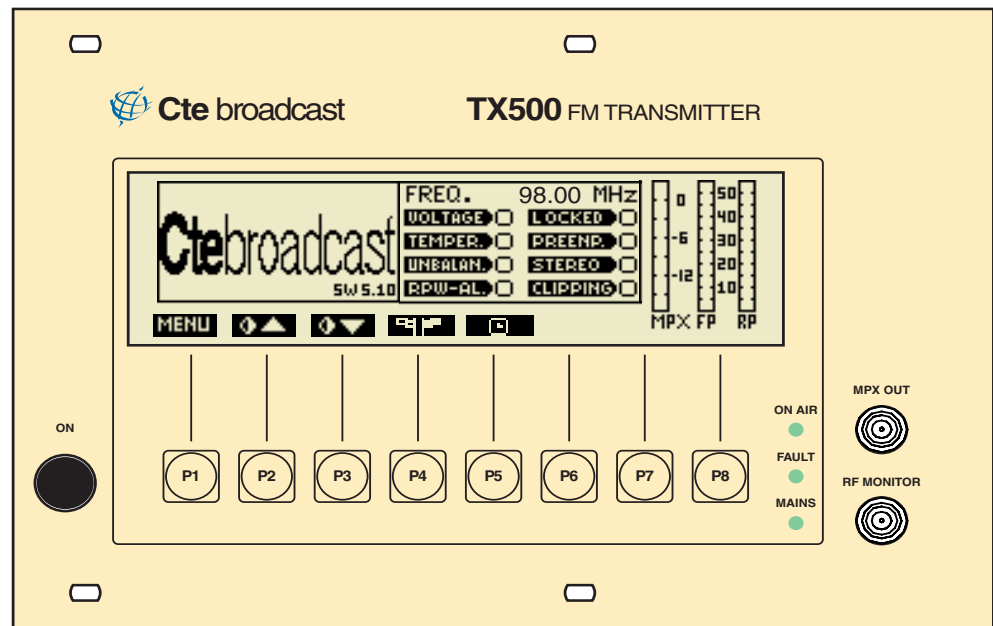 Cte broadcast
TX500 FM TRANSMITTER
Ctebroadcast
SW 5.10
FREQ. 98.00 MHz
VOLTAGE LOCKED
TEMPER. PREENP.
UNBALAN. STEREO
RPW-AL. CLIPPING
0
-6
-12
50
40
30
20
10
MPX FP RP
MENU
ON
P1 P2 P3 P4 P5 P6 P7 P8
ON AIR
FAULT
MAINS
MPX OUT
RF MONITOR